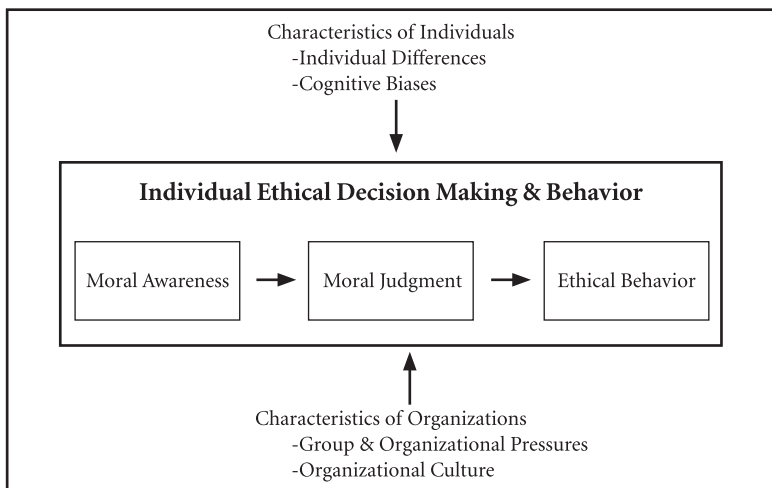 Characteristics of Individuals
-Individual Differences
-Cognitive Biases
Individual Ethical Decision Making & Behavior
Moral Awareness
Moral Judgment
Ethical Behavior
Characteristics of Organizations
-Group & Organizational Pressures
-Organizational Culture